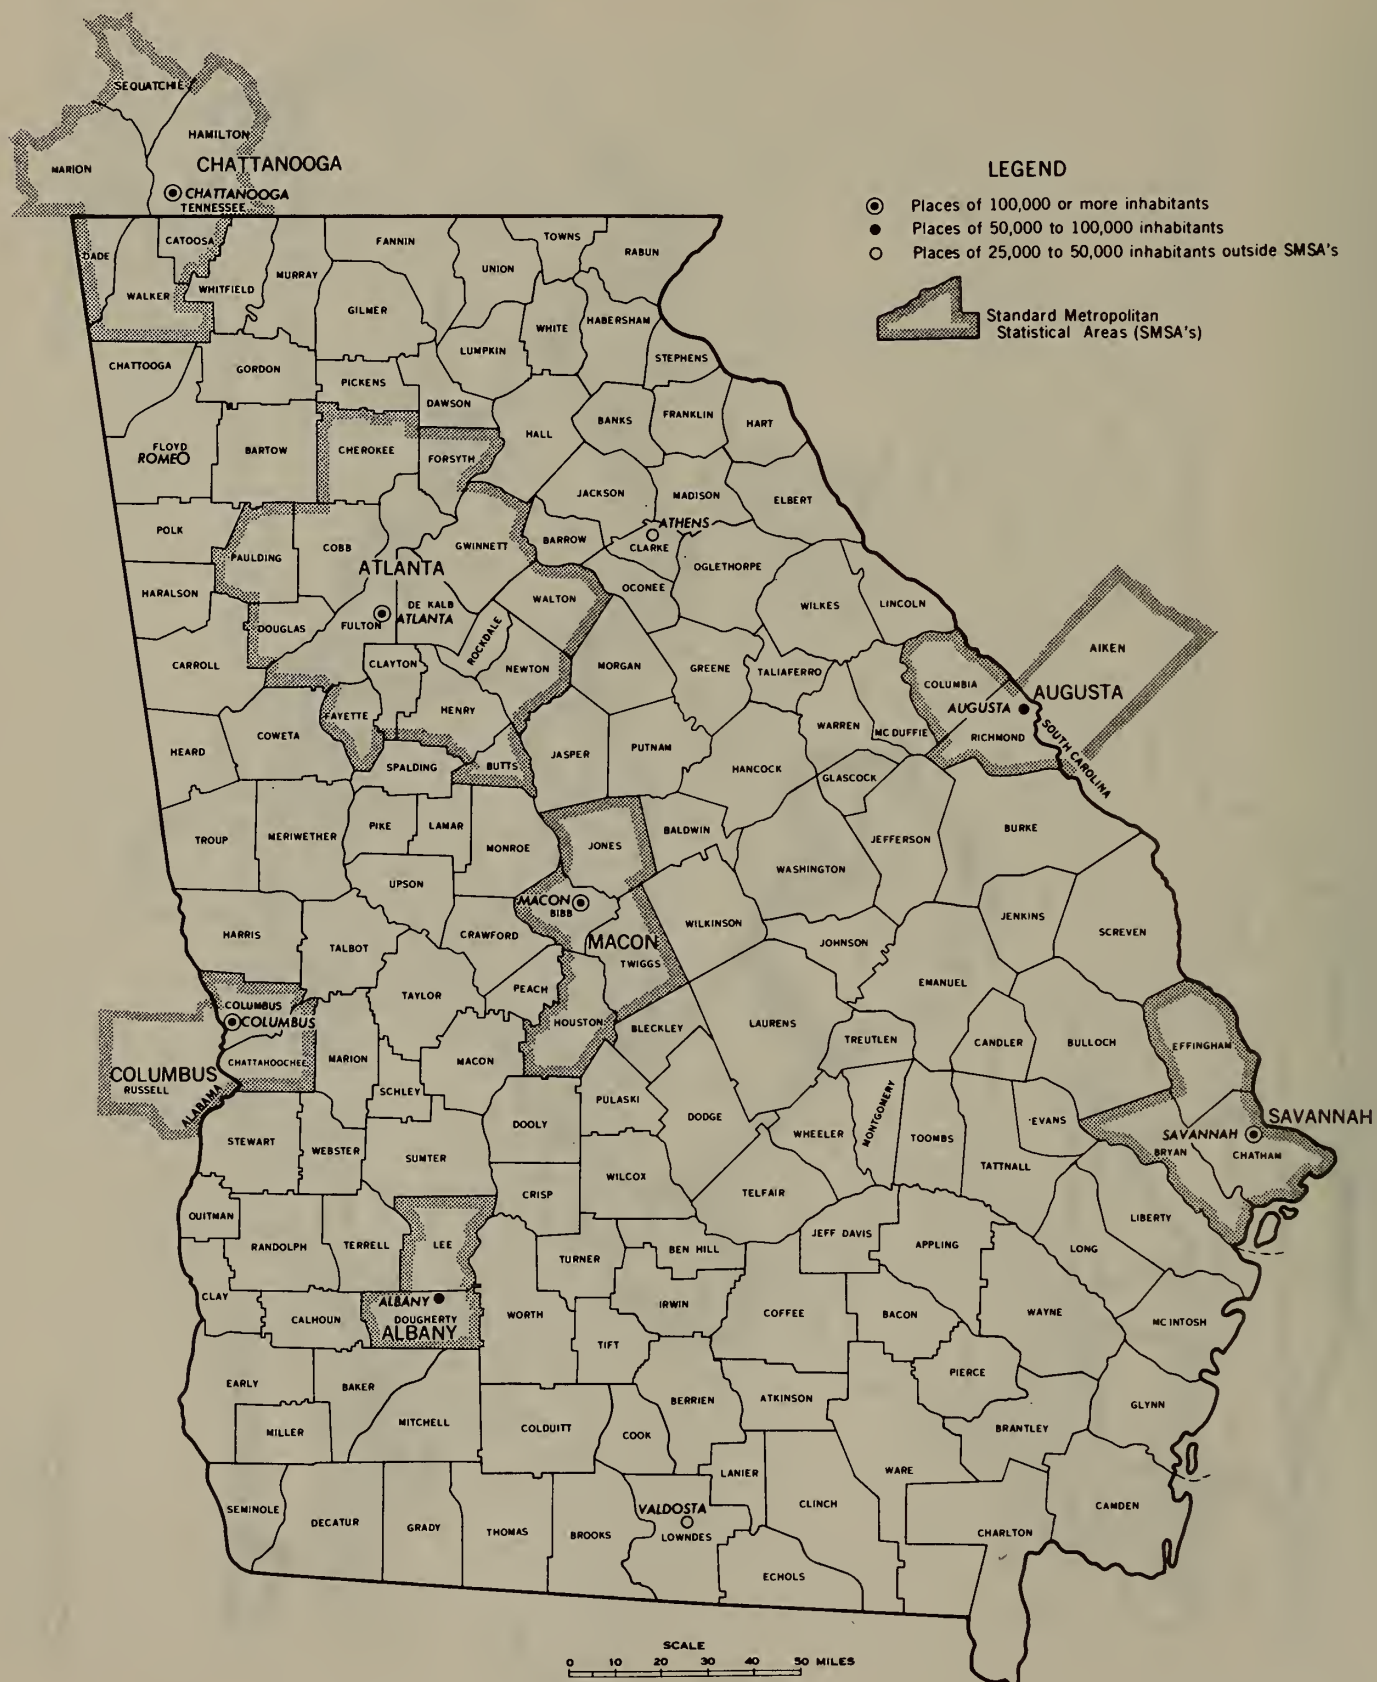 SEQUATCHIE
HAMILTON
MARION
CHATTANOOGA
CHATTANOOGA
TENNESSEE
LEGEND
Places of 100,000 or more inhabitants
Places of 50,000 to 100,000 inhabitants
Places of 25,000 to 50,000 inhabitants outside SMSA's
Standard Metropolitan
Statistical Areas (SMSA's)
DADE
CATOOSA
WALKER
WHITFIELD
MURRAY
FANNIN
GILMER
UNION
TOWNS
RABUN
LUMPKIN
WHITE
HABERSHAM
STEPHENS
CHATTOOGA
GORDON
PICKENS
DAWSON
HALL
BANKS
FRANKLIN
HART
FLOYD
ROME
BARTOW
CHEROKEE
FORSYTH
JACKSON
MADISON
ELBERT
POLK
PAULDING
COBB
GWINNETT
BARROW
ATHENS
CLARKE
OGLETHORPE
ATLANTA
HARALSON
DOUGLAS
FULTON
DE KALB
ATLANTA
ROCKDALE
WALTON
OCONEE
WILKES
LINCOLN
CARROLL
CLAYTON
NEWTON
MORGAN
GREENE
TALIAFERRO
COLUMBIA
AIKEN
AUGUSTA
AUGUSTA
RICHMOND
SOUTH CAROLINA
HEARD
COWETA
FAYETTE
HENRY
SPALDING
BUTTS
JASPER
PUTNAM
HANCOCK
WARREN
MC DUFFIE
GLASCOCK
TROUP
MERIWETHER
PIKE
LAMAR
MONROE
JONES
BALDWIN
WASHINGTON
JEFFERSON
BURKE
UPSON
MACON
BIBB
MACON
TWIGGS
WILKINSON
JOHNSON
JENKINS
SCREVEN
HARRIS
TALBOT
CRAWFORD
TAYLOR
PEACH
EMANUEL
COLUMBUS
COLUMBUS
CHATTAHOOCHEE
COLUMBUS
RUSSELL
ALABAMA
MARION
SCHLEY
MACON
HOUSTON
BLECKLEY
LAURENS
TREUTLEN
CANDLER
BULLOCH
EFFINGHAM
STEWART
WEBSTER
SUMTER
DOOLY
PULASKI
DODGE
WHEELER
MONTGOMERY
TOOMBS
EVANS
TATTNALL
SAVANNAH
SAVANNAH
BRYAN
CHATHAM
QUITMAN
RANDOLPH
TERRELL
LEE
CRISP
WILCOX
TELFAIR
JEFF DAVIS
APPLING
LONG
LIBERTY
CLAY
CALHOUN
ALBANY
DOUGHERTY
ALBANY
WORTH
TURNER
BEN HILL
IRWIN
TIFT
COFFEE
BACON
WAYNE
MC INTOSH
EARLY
BAKER
MILLER
MITCHELL
COLQUITT
COOK
BERRIEN
ATKINSON
PIERCE
BRANTLEY
GLYNN
SEMINOLE
DECATUR
GRADY
THOMAS
BROOKS
VALDOSTA
LOWNDES
LANIER
CLINCH
WARE
ECHOLS
CHARLTON
CAMDEN
SCALE
0 10 20 30 40 50 MILES